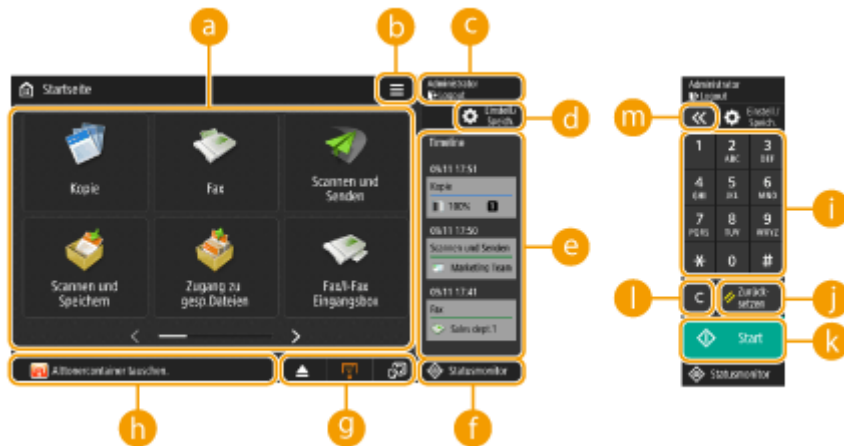 a
b
c
Startseite
Administrator
Logout
Einstell./
Speich.
d
Kopie
Fax
Scannen und
Senden
Scannen und
Speichern
Zugang zu
gesp.Dateien
Fax/I-Fax
Eingangsbox
Timeline
09/11 17:51
Kopie
100% 1
09/11 17:50
Scannen und Senden
Marketing Team
09/11 17:41
Fax
Sales dept.1
e
Alttonercontainer tauschen.
Statusmonitor
h
g
f
Administrator
Logout
m
Einstell./
Speich.
1 2 3
ABC DEF
4 5 6
GHI JKL MNO
7 8 9
PQRS TUV WXYZ
* 0 #
i
l
C
Zurück-
setzen
j
Start
k
Statusmonitor